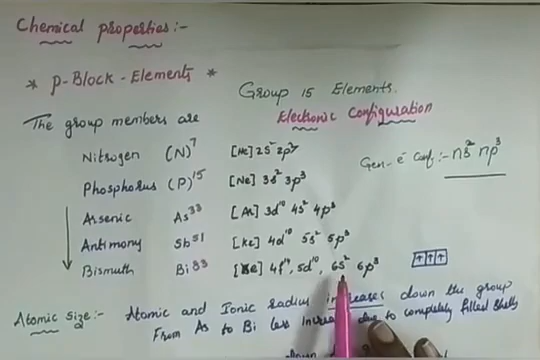 Chemical properties:-
* p-Block-Elements *
Group 15 Elements.
The group members are
Electronic Configuration
Nitrogen (N)⁷ [He] 2s² 2p³
Gen- e⁻ Conf:- ns² np³
Phosphorus (P)¹⁵ [Ne] 3s² 3p³
Arsenic As³³ [Ar] 3d¹⁰ 4s² 4p³
Antimony Sb⁵¹ [Kr] 4d¹⁰ 5s² 5p³
Bismuth Bi⁸³ [Xe] 4f¹⁴, 5d¹⁰, 6s² 6p³
Atomic size:- Atomic and Ionic radius increases down the group
From As to Bi less increase due to completely filled shells
down